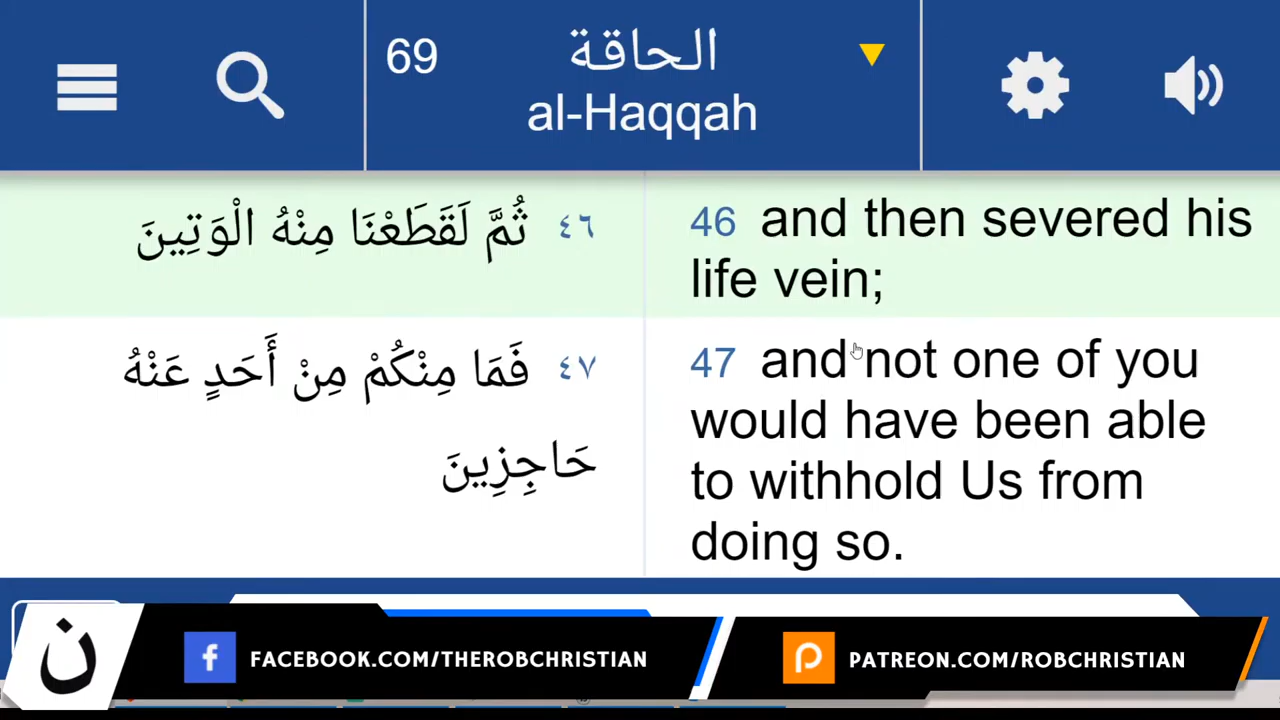 69
الحاقة
al-Haqqah
ثُمَّ لَقَطَعْنَا مِنْهُ الْوَتِينَ ٤٦
46 and then severed his
life vein;
فَمَا مِنْكُمْ مِنْ أَحَدٍ عَنْهُ ٤٧
حَاجِزِينَ
47 and not one of you
would have been able
to withhold Us from
doing so.
ن
FACEBOOK.COM/THEROBCHRISTIAN
PATREON.COM/ROBCHRISTIAN